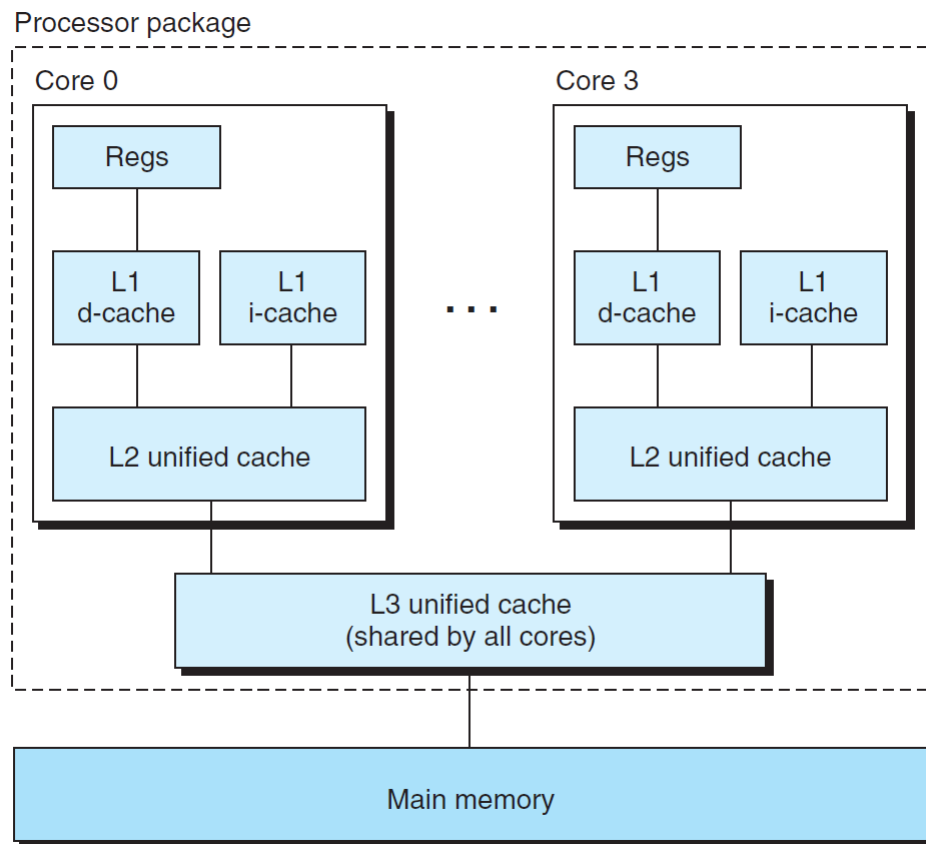 Processor package
Core 0
Regs
L1
d-cache
L1
i-cache
L2 unified cache
...
Core 3
Regs
L1
d-cache
L1
i-cache
L2 unified cache
L3 unified cache
(shared by all cores)
Main memory